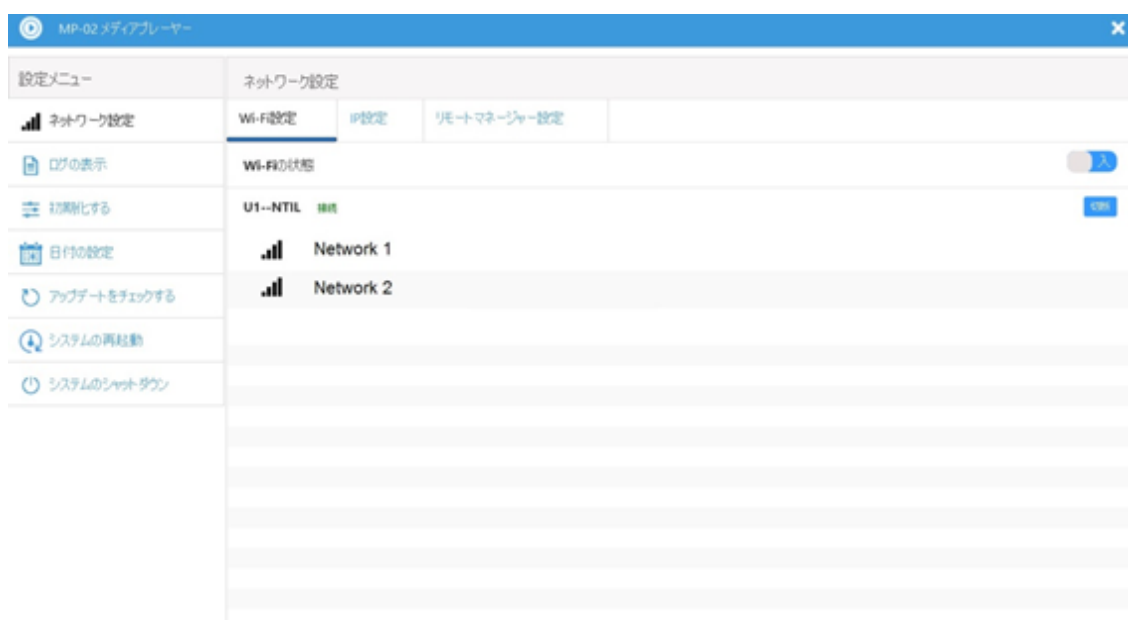 MP-02 メディアプレーヤー
設定メニュー
ネットワーク設定
ログの表示
初期化する
日付の設定
アップデートをチェックする
システムの再起動
システムのシャットダウン
ネットワーク設定
Wi-Fi設定 IP設定 リモートマネージャー設定
Wi-Fiの状態 入
U1--NTIL 接続 切断
Network 1
Network 2